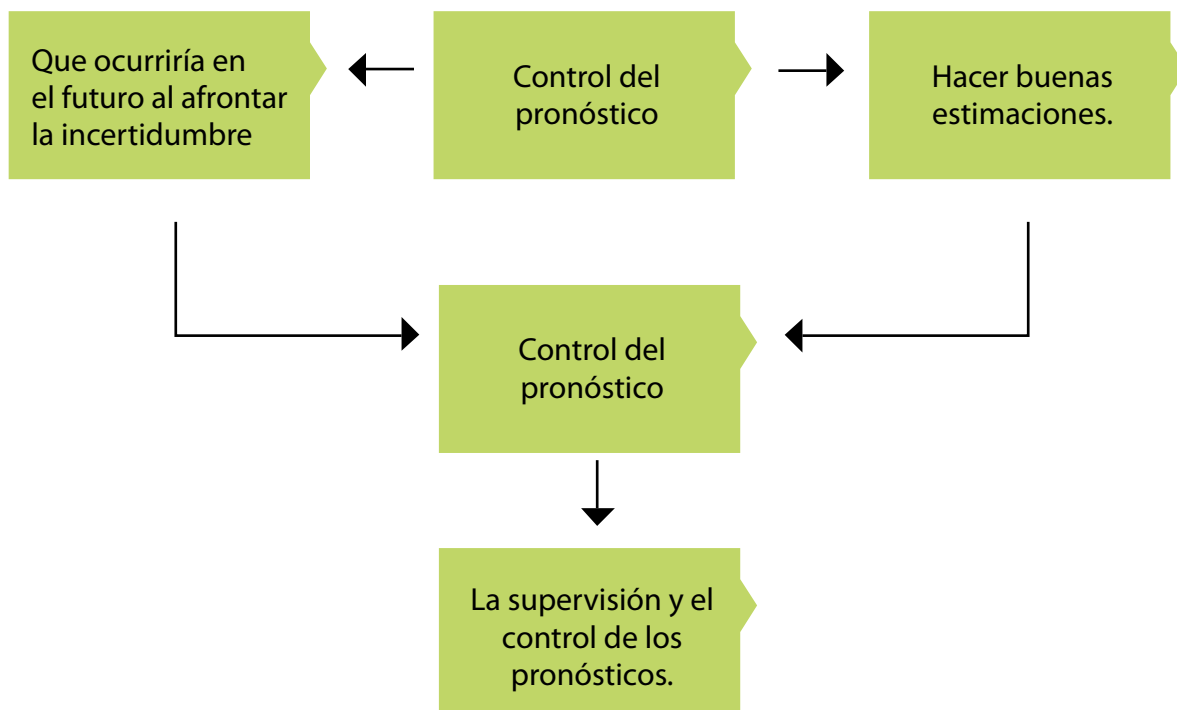 Que ocurriría en
el futuro al afrontar
la incertidumbre
Control del
pronóstico
Hacer buenas
estimaciones.
Control del
pronóstico
La supervisión y el
control de los
pronósticos.